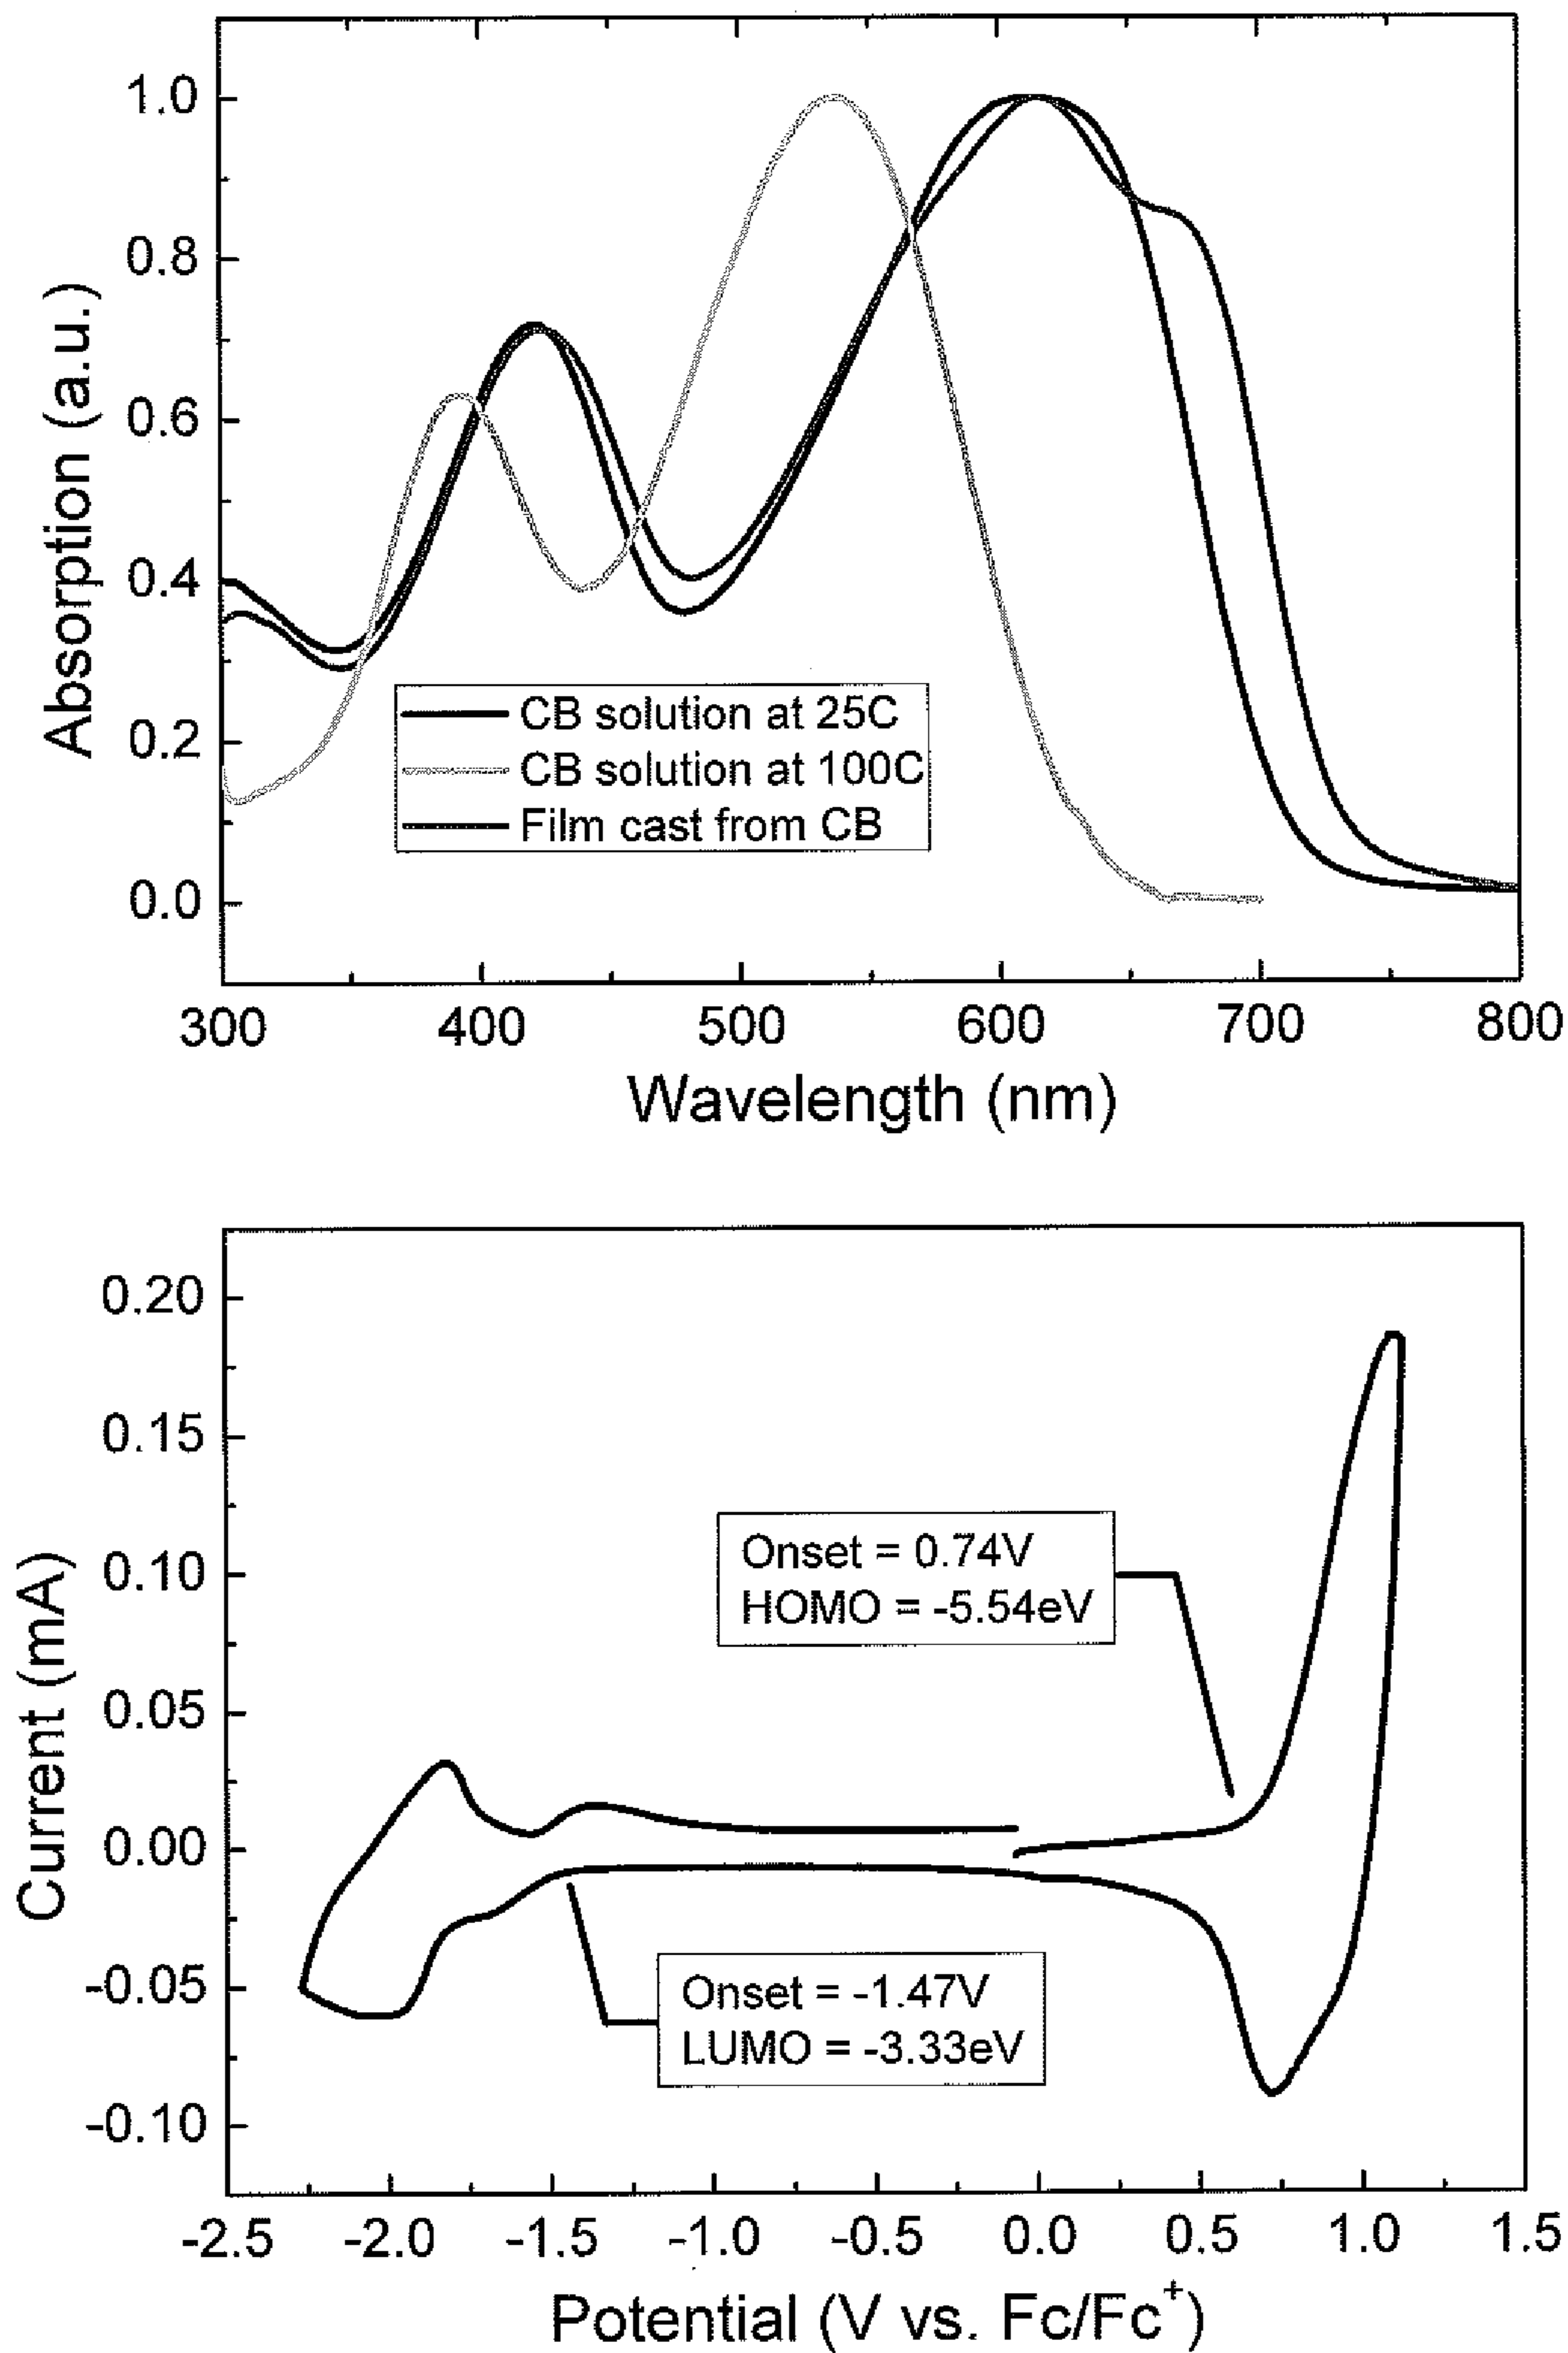 1.0
0.8
0.6
0.4
0.2
0.0
Absorption (a.u.)
CB solution at 25C
CB solution at 100C
Film cast from CB
300 400 500 600 700 800
Wavelength (nm)
0.20
0.15
0.10
0.05
0.00
-0.05
-0.10
Current (mA)
Onset = 0.74V
HOMO = -5.54eV
Onset = -1.47V
LUMO = -3.33eV
-2.5 -2.0 -1.5 -1.0 -0.5 0.0 0.5 1.0 1.5
Potential (V vs. Fc/Fc⁺)